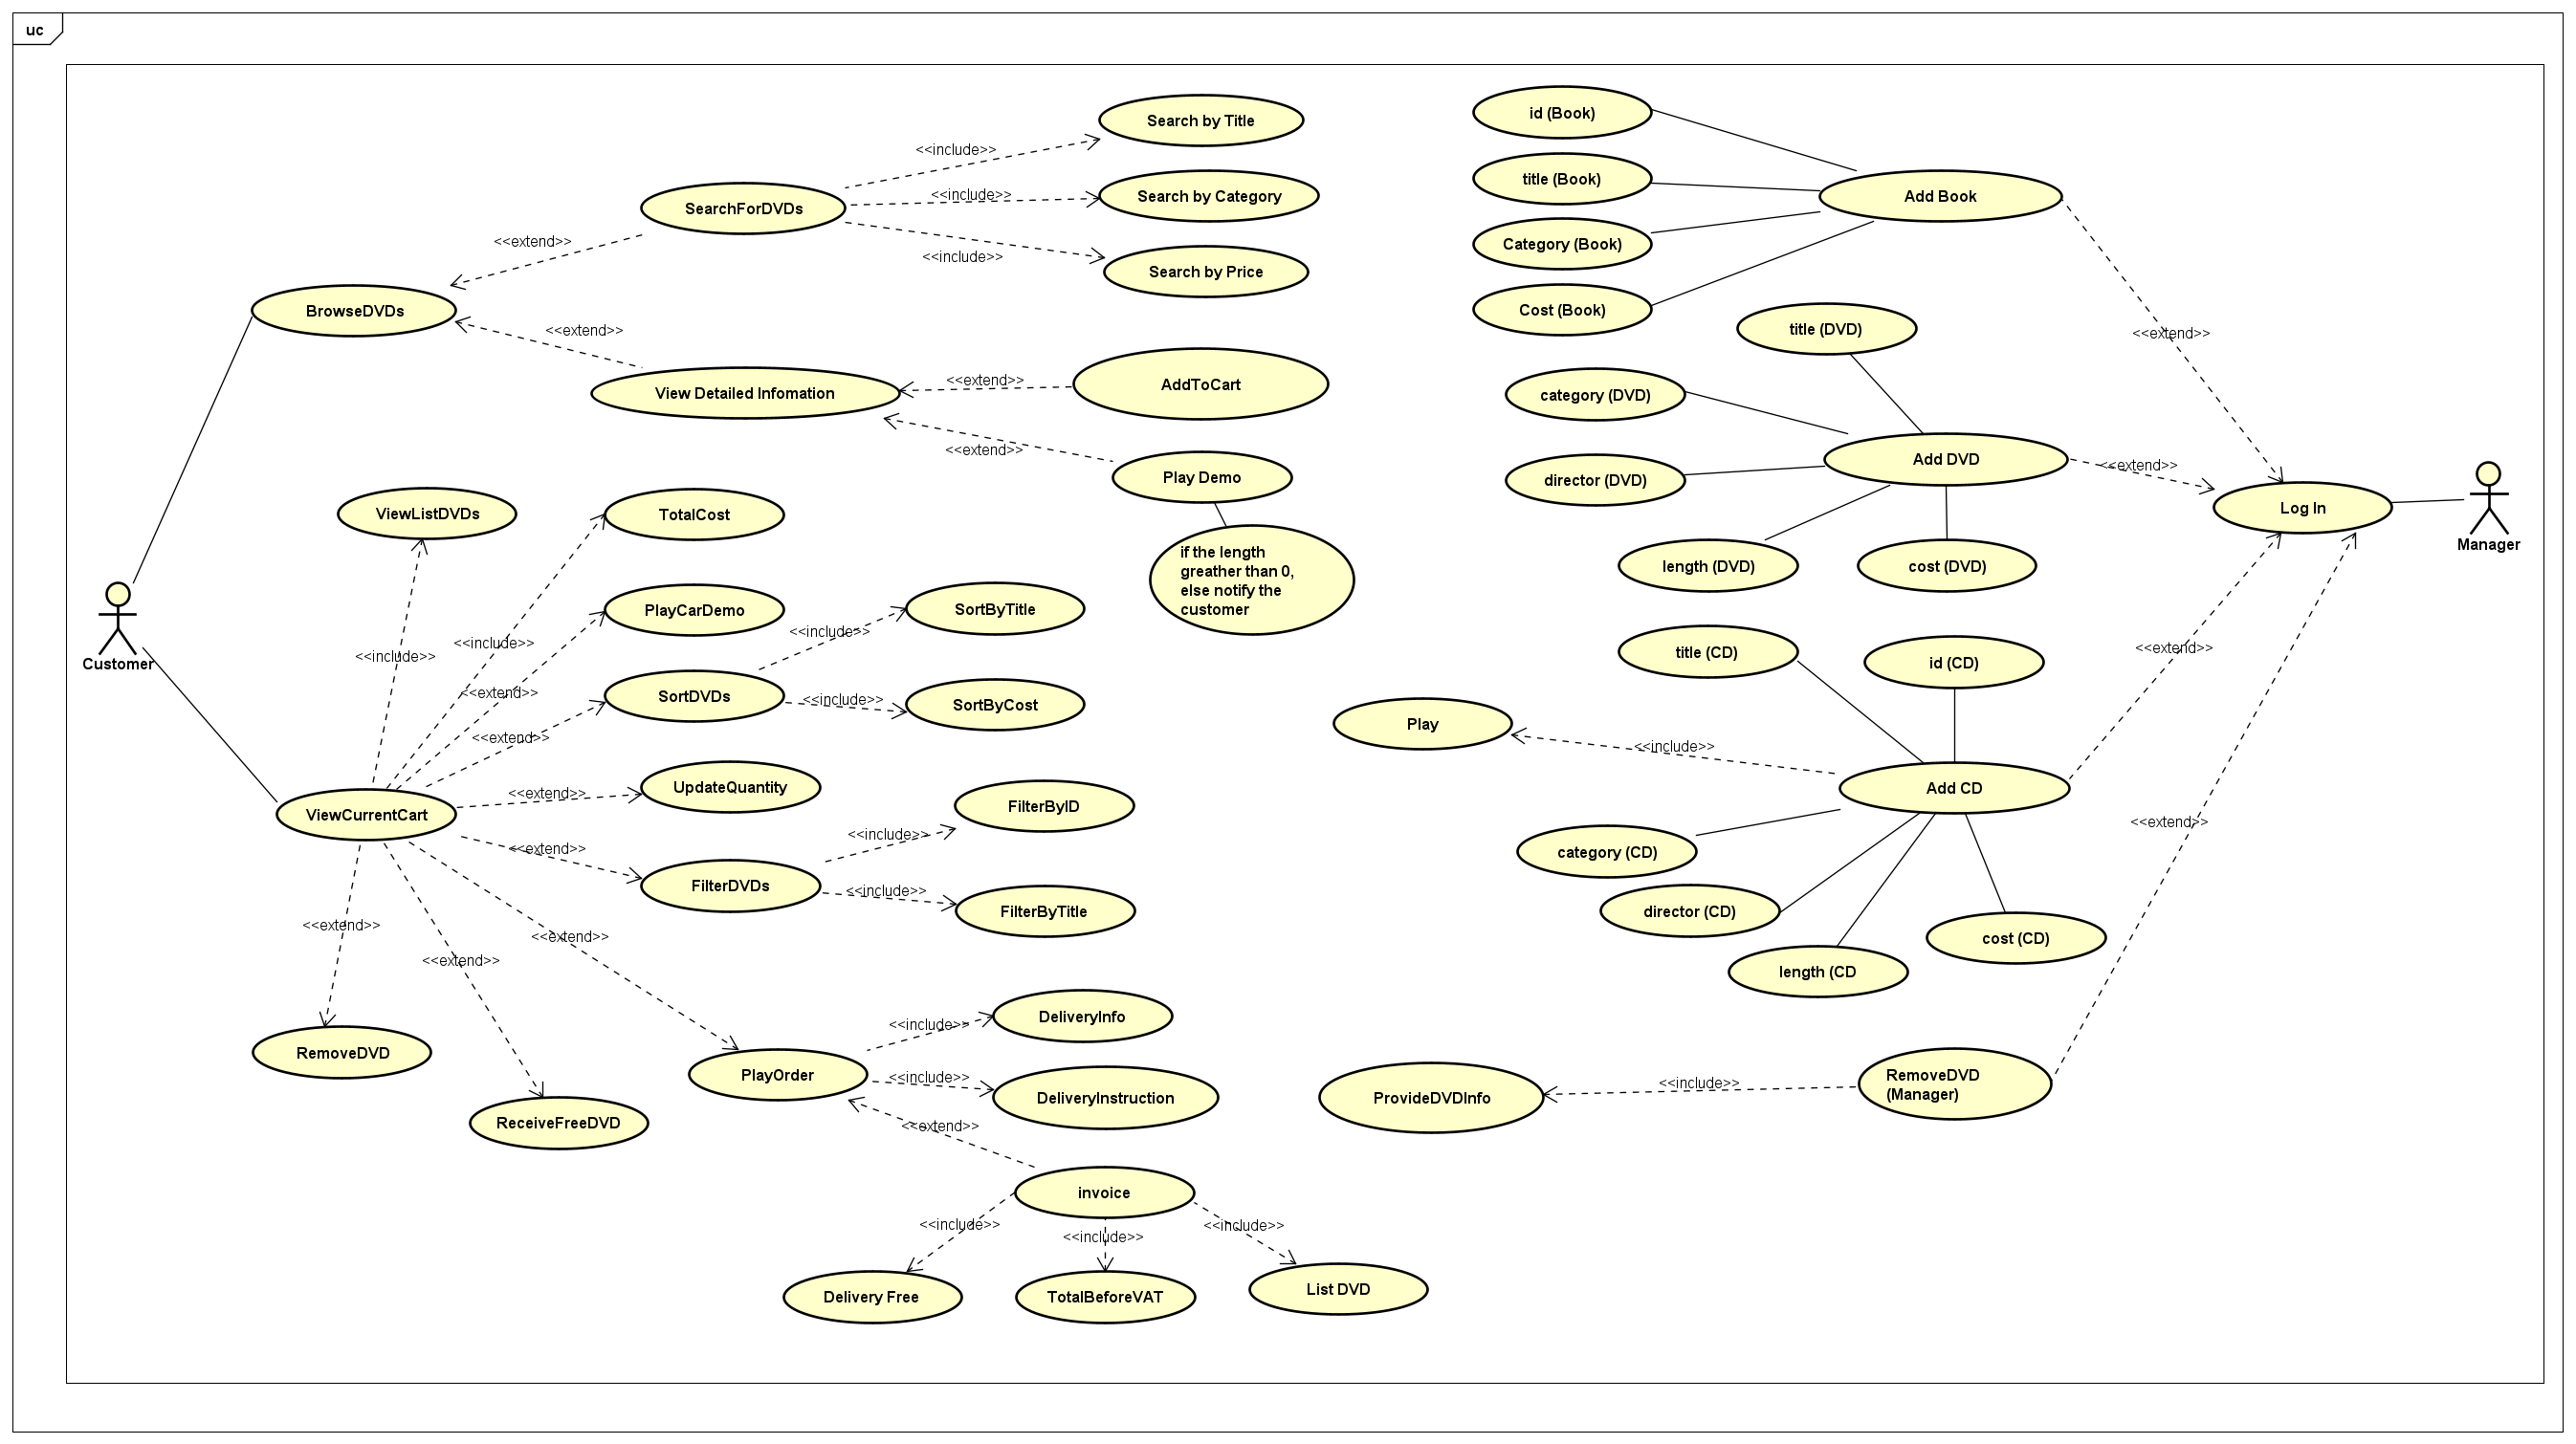 uc
Search by Title
<<include>>
SearchForDVDs
<<include>>
Search by Category
<<extend>>
<<include>>
Search by Price
BrowseDVDs
<<extend>>
View Detailed Infomation
<<extend>>
AddToCart
<<extend>>
Play Demo
if the length
greather than 0,
else notify the
customer
ViewListDVDs
TotalCost
PlayCarDemo
SortByTitle
<<include>>
Customer
<<include>>
<<include>>
<<extend>>
SortDVDs
<<include>>
SortByCost
<<extend>>
UpdateQuantity
<<extend>>
ViewCurrentCart
FilterByID
<<include>>
<<extend>>
FilterDVDs
<<include>>
FilterByTitle
<<extend>>
<<extend>>
<<extend>>
RemoveDVD
ReceiveFreeDVD
PlayOrder
<<include>>
DeliveryInfo
<<include>>
DeliveryInstruction
<<extend>>
invoice
<<include>>
<<include>>
<<include>>
Delivery Free
TotalBeforeVAT
List DVD
id (Book)
title (Book)
Category (Book)
Cost (Book)
Add Book
<<extend>>
title (DVD)
category (DVD)
director (DVD)
Add DVD
<<extend>>
length (DVD)
cost (DVD)
Log In
Manager
title (CD)
id (CD)
<<extend>>
Play
<<include>>
Add CD
<<extend>>
category (CD)
director (CD)
cost (CD)
length (CD
ProvideDVDInfo
<<include>>
RemoveDVD
(Manager)